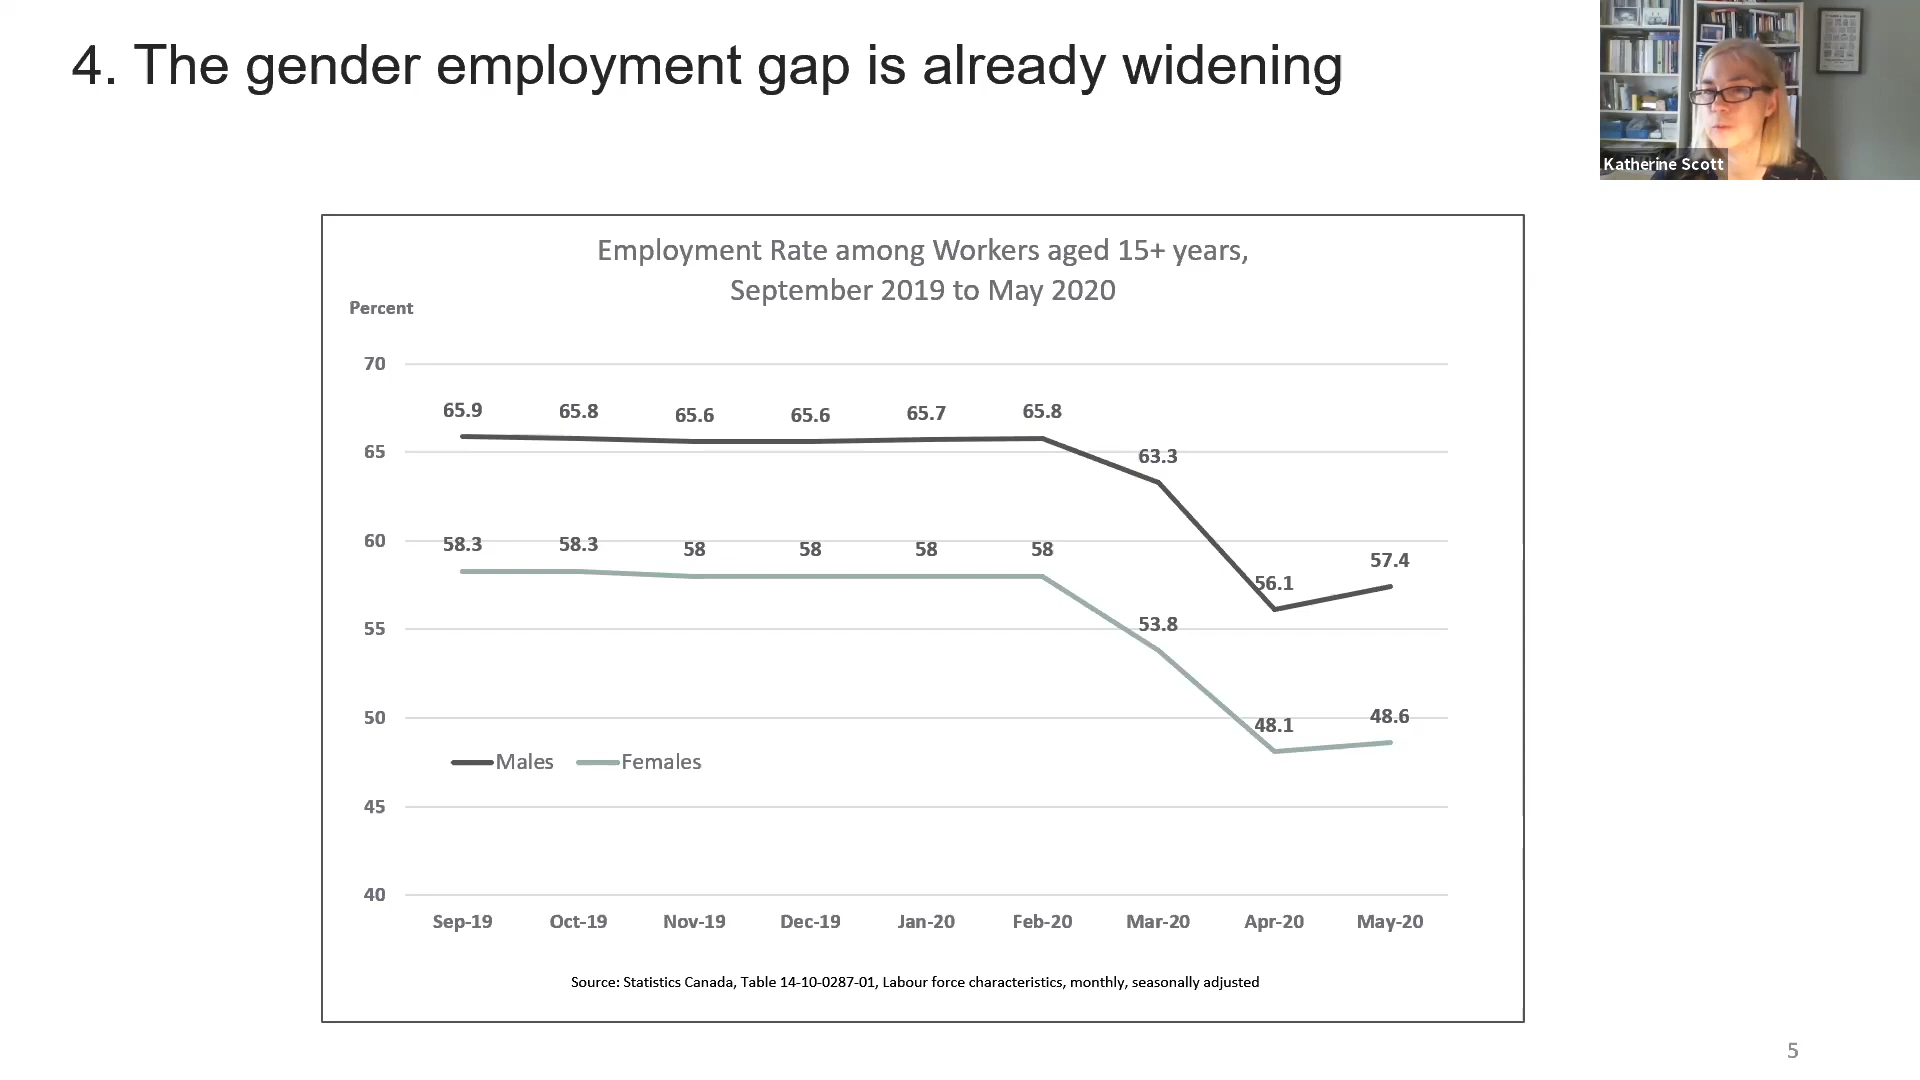 4. The gender employment gap is already widening
Katherine Scott
Employment Rate among Workers aged 15+ years,
September 2019 to May 2020
Percent
70
65
60
55
50
45
40
65.9 65.8 65.6 65.6 65.7 65.8 63.3 56.1 57.4
58.3 58.3 58 58 58 58 53.8 48.1 48.6
Males Females
Sep-19 Oct-19 Nov-19 Dec-19 Jan-20 Feb-20 Mar-20 Apr-20 May-20
Source: Statistics Canada, Table 14-10-0287-01, Labour force characteristics, monthly, seasonally adjusted
5